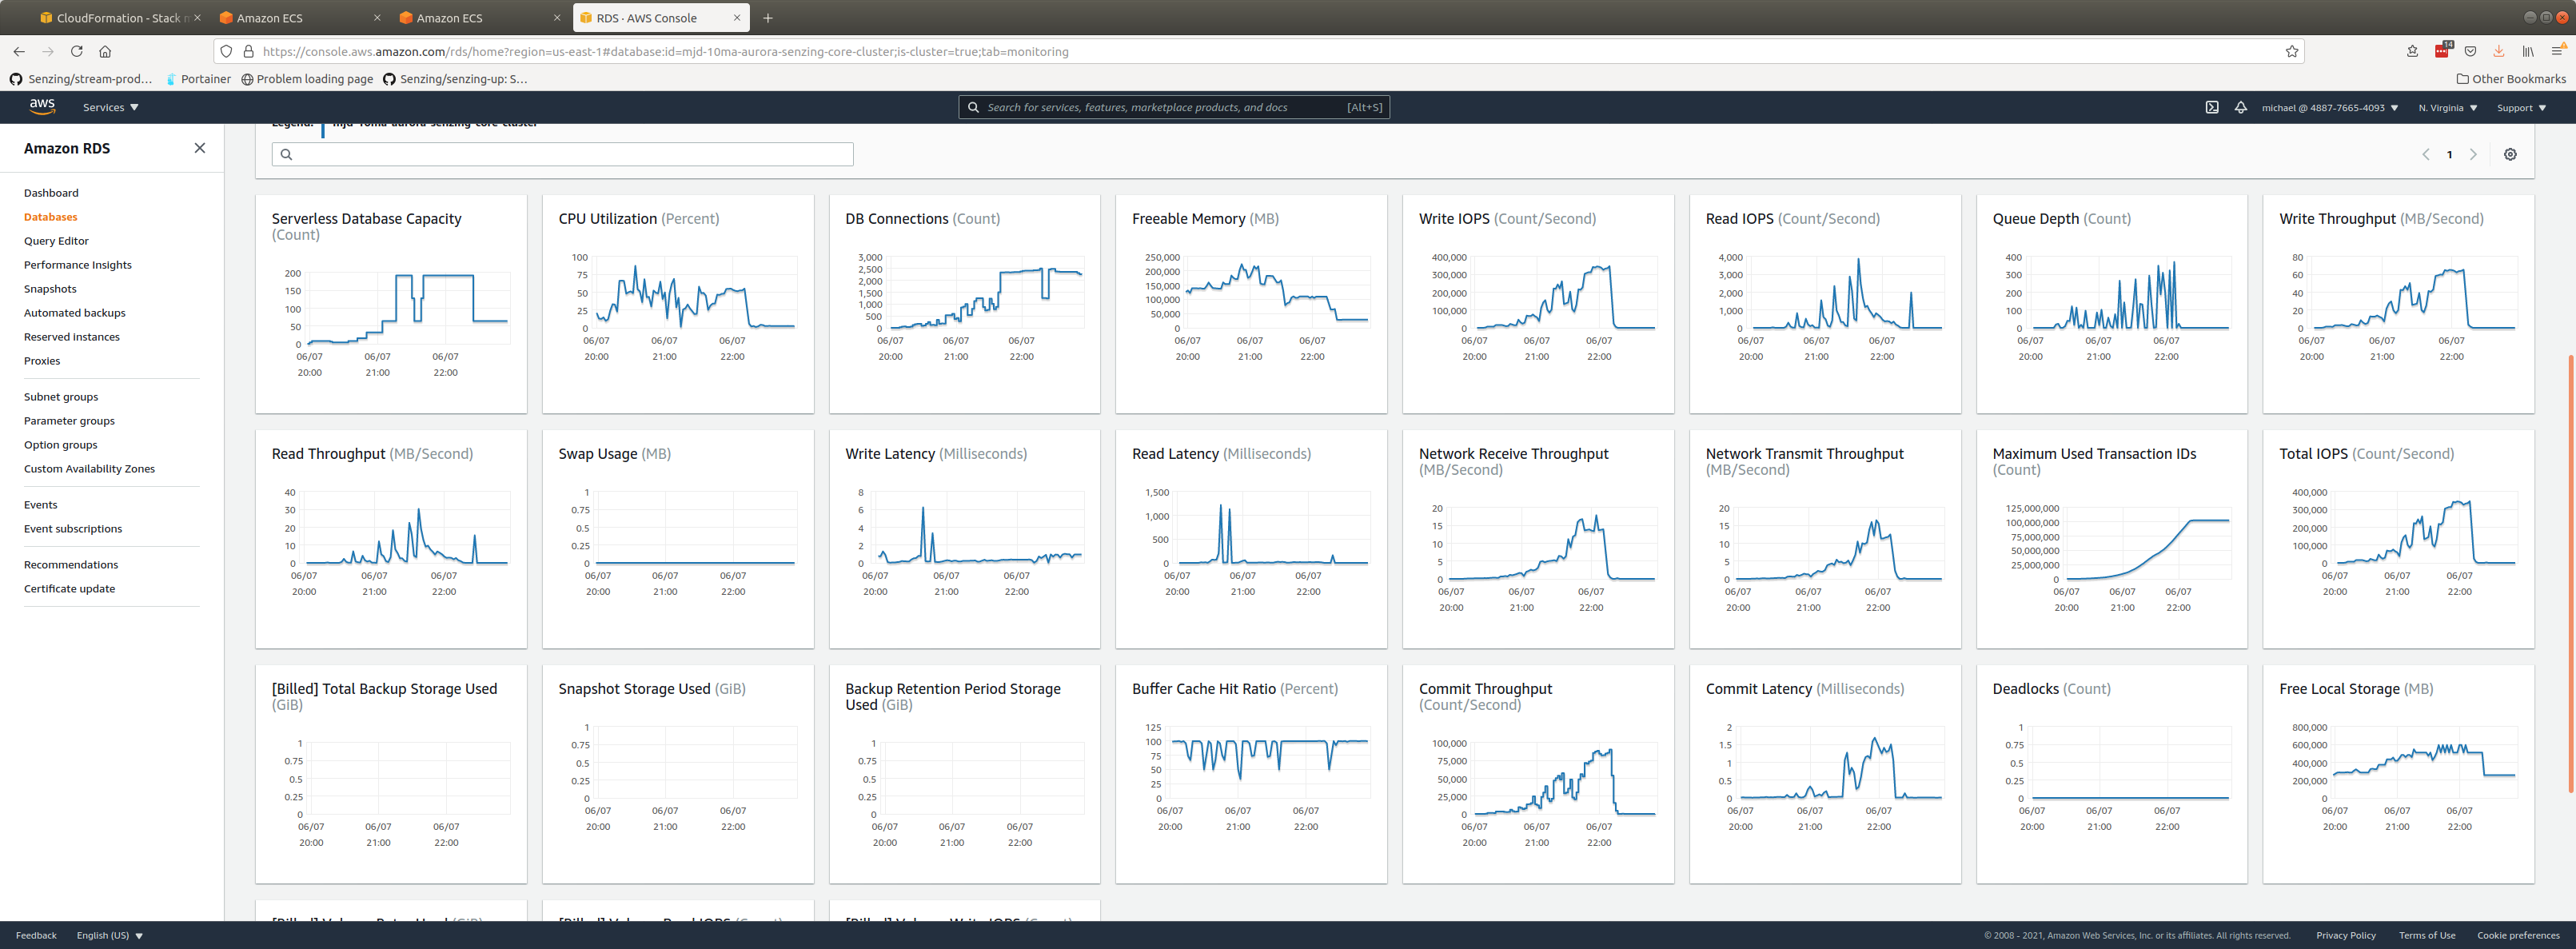 CloudFormation - Stack m
Amazon ECS
Amazon ECS
RDS · AWS Console
https://console.aws.amazon.com/rds/home?region=us-east-1#database:id=mjd-10ma-aurora-senzing-core-cluster;is-cluster=true;tab=monitoring
14
Senzing/stream-prod…
Portainer
Problem loading page
Senzing/senzing-up: S…
Other Bookmarks
aws
Services
Search for services, features, marketplace products, and docs
[Alt+S]
michael @ 4887-7665-4093
N. Virginia
Support
Amazon RDS
Dashboard
Databases
Query Editor
Performance Insights
Snapshots
Automated backups
Reserved instances
Proxies
Subnet groups
Parameter groups
Option groups
Custom Availability Zones
Events
Event subscriptions
Recommendations
Certificate update
Legend: mjd-10ma-aurora-senzing-core-cluster
1
Serverless Database Capacity
(Count)
200
150
100
50
0
06/07 06/07 06/07
20:00 21:00 22:00
CPU Utilization (Percent)
100
75
50
25
0
06/07 06/07 06/07
20:00 21:00 22:00
DB Connections (Count)
3,000
2,500
2,000
1,500
1,000
500
0
06/07 06/07 06/07
20:00 21:00 22:00
Freeable Memory (MB)
250,000
200,000
150,000
100,000
50,000
0
06/07 06/07 06/07
20:00 21:00 22:00
Write IOPS (Count/Second)
400,000
300,000
200,000
100,000
0
06/07 06/07 06/07
20:00 21:00 22:00
Read IOPS (Count/Second)
4,000
3,000
2,000
1,000
0
06/07 06/07 06/07
20:00 21:00 22:00
Queue Depth (Count)
400
300
200
100
0
06/07 06/07 06/07
20:00 21:00 22:00
Write Throughput (MB/Second)
80
60
40
20
0
06/07 06/07 06/07
20:00 21:00 22:00
Read Throughput (MB/Second)
40
30
20
10
0
06/07 06/07 06/07
20:00 21:00 22:00
Swap Usage (MB)
1
0.75
0.5
0.25
0
06/07 06/07 06/07
20:00 21:00 22:00
Write Latency (Milliseconds)
8
6
4
2
0
06/07 06/07 06/07
20:00 21:00 22:00
Read Latency (Milliseconds)
1,500
1,000
500
0
06/07 06/07 06/07
20:00 21:00 22:00
Network Receive Throughput
(MB/Second)
20
15
10
5
0
06/07 06/07 06/07
20:00 21:00 22:00
Network Transmit Throughput
(MB/Second)
20
15
10
5
0
06/07 06/07 06/07
20:00 21:00 22:00
Maximum Used Transaction IDs
(Count)
125,000,000
100,000,000
75,000,000
50,000,000
25,000,000
0
06/07 06/07 06/07
20:00 21:00 22:00
Total IOPS (Count/Second)
400,000
300,000
200,000
100,000
0
06/07 06/07 06/07
20:00 21:00 22:00
[Billed] Total Backup Storage Used
(GiB)
1
0.75
0.5
0.25
0
06/07 06/07 06/07
20:00 21:00 22:00
Snapshot Storage Used (GiB)
1
0.75
0.5
0.25
0
06/07 06/07 06/07
20:00 21:00 22:00
Backup Retention Period Storage
Used (GiB)
1
0.75
0.5
0.25
0
06/07 06/07 06/07
20:00 21:00 22:00
Buffer Cache Hit Ratio (Percent)
125
100
75
50
25
0
06/07 06/07 06/07
20:00 21:00 22:00
Commit Throughput
(Count/Second)
100,000
75,000
50,000
25,000
0
06/07 06/07 06/07
20:00 21:00 22:00
Commit Latency (Milliseconds)
2
1.5
1
0.5
0
06/07 06/07 06/07
20:00 21:00 22:00
Deadlocks (Count)
1
0.75
0.5
0.25
0
06/07 06/07 06/07
20:00 21:00 22:00
Free Local Storage (MB)
800,000
600,000
400,000
200,000
0
06/07 06/07 06/07
20:00 21:00 22:00
[Billed] Volume Bytes Used (GiB)
[Billed] Volume Read IOPS (Count)
[Billed] Volume Write IOPS (Count)
Feedback
English (US)
© 2008 - 2021, Amazon Web Services, Inc. or its affiliates. All rights reserved.
Privacy Policy
Terms of Use
Cookie preferences